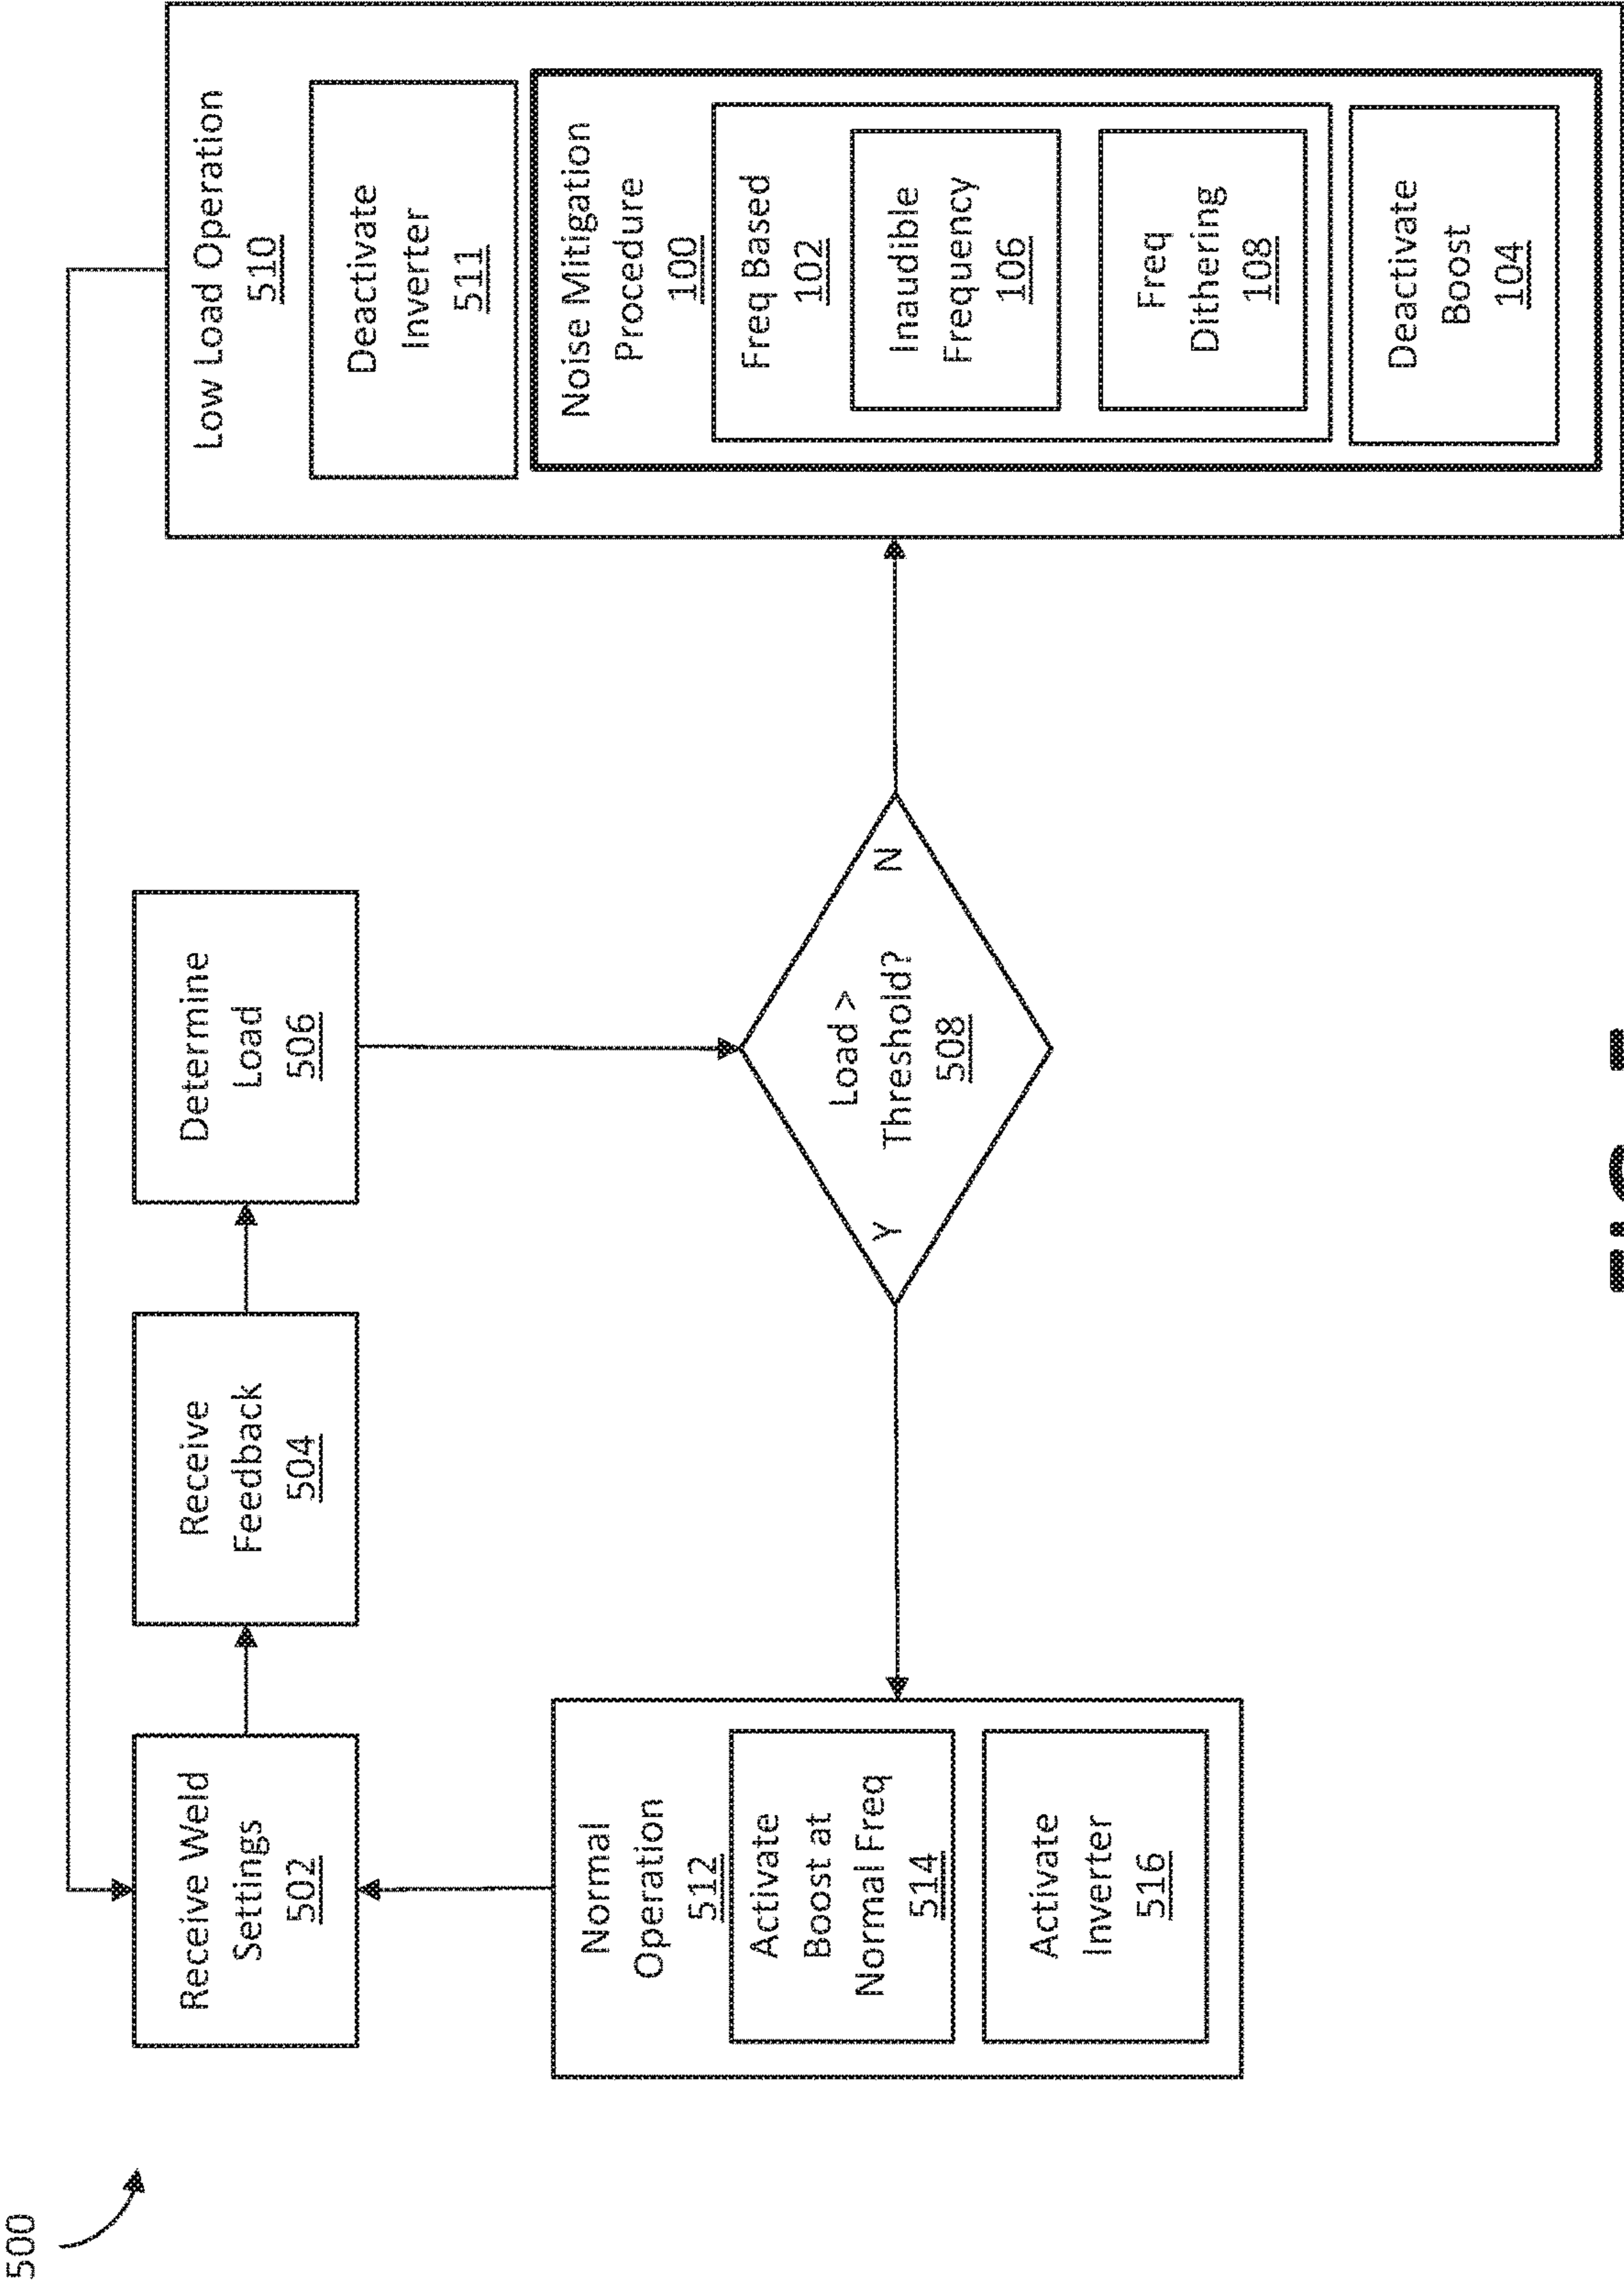 500
Receive Weld
Settings
502
Receive
Feedback
504
Determine
Load
506
Load >
Threshold?
508
Y
N
Normal
Operation
512
Activate
Boost at
Normal Freq
514
Activate
Inverter
516
Low Load Operation
510
Deactivate
Inverter
511
Noise Mitigation
Procedure
100
Freq Based
102
Inaudible
Frequency
106
Freq
Dithering
108
Deactivate
Boost
104